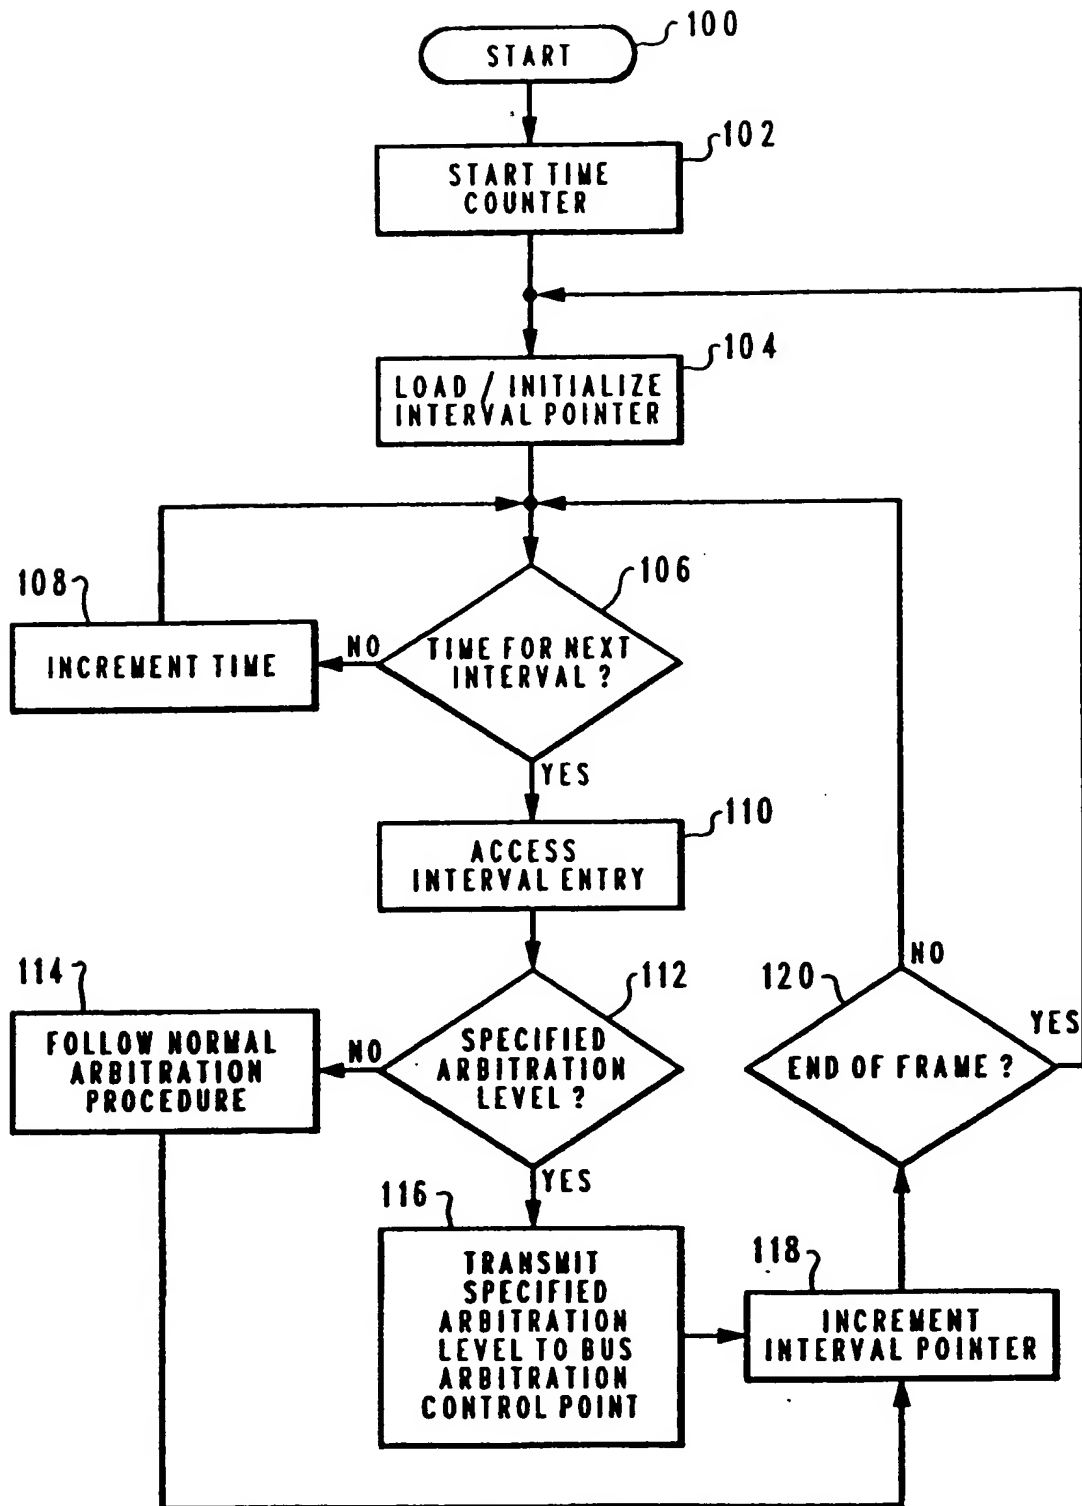 100
START
102
START TIME
COUNTER
104
LOAD / INITIALIZE
INTERVAL POINTER
106
108
TIME FOR NEXT
INTERVAL ?
NO
INCREMENT TIME
YES
110
ACCESS
INTERVAL ENTRY
112
114
SPECIFIED
ARBITRATION
LEVEL ?
NO
FOLLOW NORMAL
ARBITRATION
PROCEDURE
YES
116
TRANSMIT
SPECIFIED
ARBITRATION
LEVEL TO BUS
ARBITRATION
CONTROL POINT
118
INCREMENT
INTERVAL POINTER
120
END OF FRAME ?
NO
YES